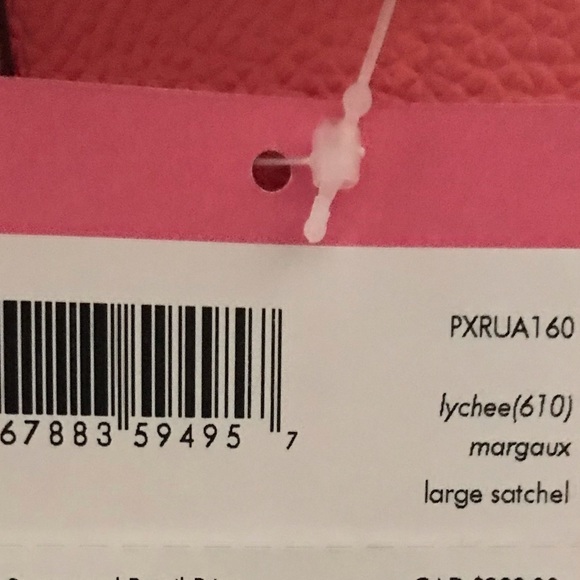 PXRUA160
67883 59495 7
lychee(610)
margaux
large satchel